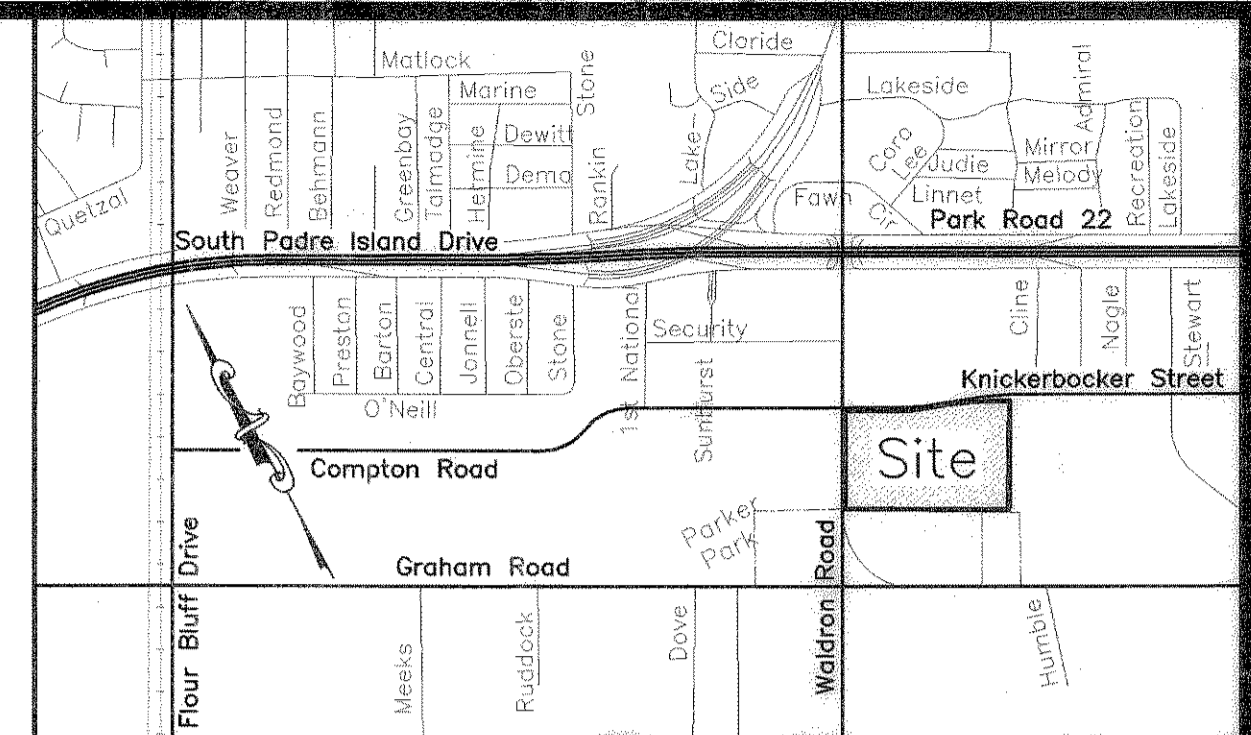 Cloride
Matlock
Side
Lakeside
Admiral
Marine
Stone
Weaver
Redmond
Behmann
Greenbay
Talmadge
Hermine
Dewitt
Coro
Lee
Mirror
Recreation
Lakeside
Demo
Rankin
Lake-
Judie
Melody
Quetzal
Fawn
Cir
Linnet
Park Road 22
South Padre Island Drive
Baywood
Preston
Barton
Central
Jonnell
Oberste
Stone
1st National
Security
Sunburst
Cline
Nagle
Stewart
O'Neill
Knickerbocker Street
Compton Road
Site
Parker
Park
Flour Bluff Drive
Graham Road
Waldron Road
Meeks
Ruddock
Dove
Humble